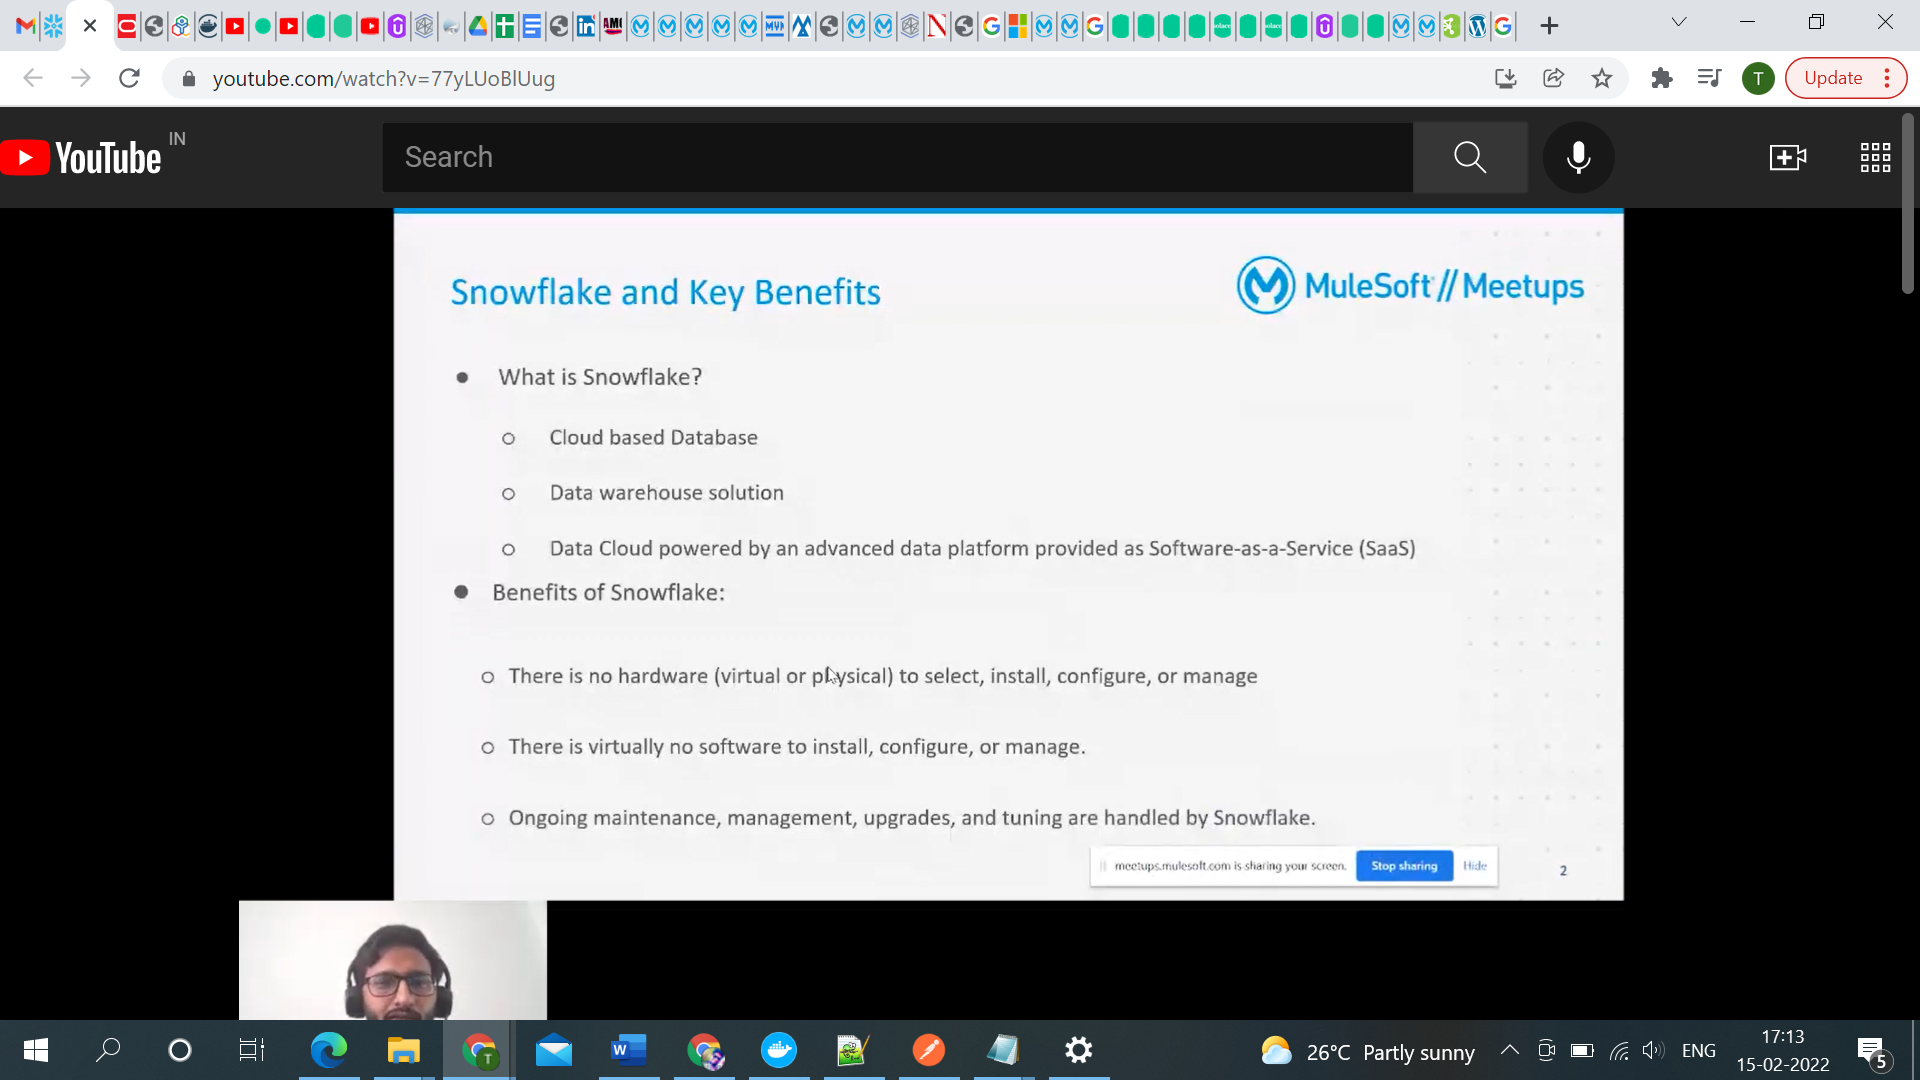 youtube.com/watch?v=77yLUoBlUug
T
Update
YouTube
IN
Search
Snowflake and Key Benefits
MuleSoft // Meetups
● What is Snowflake?
○ Cloud based Database
○ Data warehouse solution
○ Data Cloud powered by an advanced data platform provided as Software-as-a-Service (SaaS)
● Benefits of Snowflake:
○ There is no hardware (virtual or physical) to select, install, configure, or manage
○ There is virtually no software to install, configure, or manage.
○ Ongoing maintenance, management, upgrades, and tuning are handled by Snowflake.
meetups.mulesoft.com is sharing your screen.
Stop sharing
Hide
2
26°C Partly sunny
ENG
17:13
15-02-2022
5